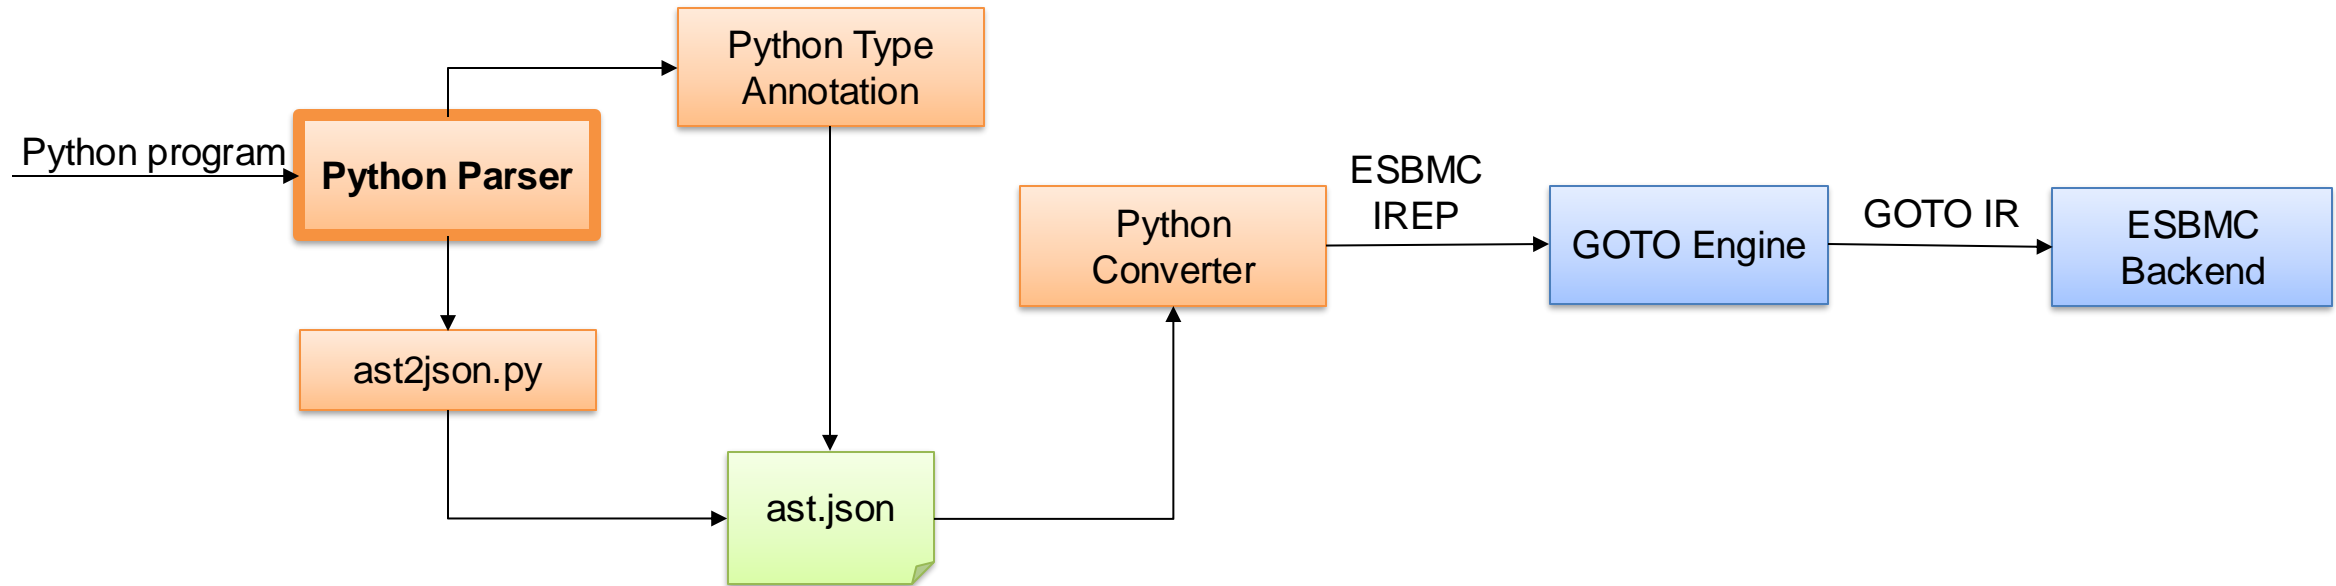 Python Type
Annotation
Python program
Python Parser
ESBMC
IREP
Python
Converter
GOTO Engine
GOTO IR
ESBMC
Backend
ast2json.py
ast.json